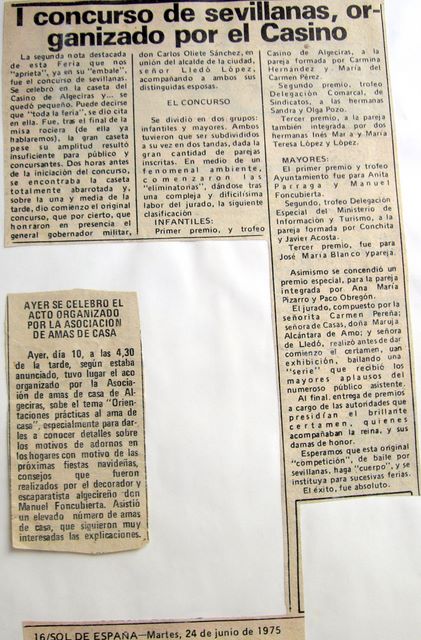 I concurso de sevillanas, or-
ganizado por el Casino
La segunda nota destacada
de esta Feria que nos
"aprieta", ya en su "embale",
fue el concurso de sevillanas.
Se celebró en la caseta del
Casino de Algeciras y... se
quedó pequeño. Puede decirse
que "toda la feria", se dio cita
en ella. Fue, tras el final de la
misa rociera (de ella ya
hablaremos), la gran caseta
pese su amplitud resultó
insuficiente para público y
concursantes. Dos horas antes
de la iniciación del concurso,
se encontraba la caseta
totalmente abarrotada y,
sobre la una y media de la
tarde, dio comienzo el original
concurso, que por cierto, que
honraron en presencia el
general gobernador militar,
don Carlos Oliete Sánchez, en
unión del alcalde de la ciudad,
señor Lledó López,
acompañando a ambos sus
distinguidas esposas.
EL CONCURSO
Se dividió en dos grupos:
infantiles y mayores. Ambos
tuvieron que ser subdivididos
a su vez en dos tandas, dada la
gran cantidad de parejas
inscritas. En medio de un
fenomenal ambiente,
comenzaron las
"eliminatorias", dándose tras
una compleja y dificilísima
labor del jurado, la siguiente
clasificación
INFANTILES:
Primer premio, y trofeo
Casino de Algeciras, a la
pareja formada por Carmina
Hernández y María del
Carmen Pérez.
Segundo premio, trofeo
Delegación Comarcal, de
Sindicatos, a las hermanas
Sandra y Olga Pozo.
Tercer premio, a la pareja
también integrada por dos
hermanas Inés María y María
Teresa López y López.
MAYORES:
El primer premio y trofeo
Ayuntamiento fue para Anita
Parraga y Manuel
Foncubierta.
Segundo, trofeo Delegación
Especial del Ministerio de
Información y Turismo, a la
pareja formada por Conchita
y Javier Acosta.
Tercer premio, fue para
José María Blanco ypareja.
Asimismo se concendió un
premio especial, para la pareja
integrada por Ana María
Pizarro y Paco Obregón.
El jurado, compuesto por la
señorita Carmen Pereña;
señora de Casas, doña Maruja
Alcántara de Amo; y señora
de Lledó, realizó antes de dar
comienzo el certamen, uan
exhibición, bailando una
"serie" que recibió los
mayores aplausos del
numeroso público asistente.
Al final, entrega de premios
a cargo de las autoridades que
presidían el brillante
certamen, quienes
acompañaban la reina, y sus
damas de honor.
Esperamos que esta original
"competición", de baile por
sevillanas, haga "cuerpo", y se
instituya para sucesivas ferias.
El éxito, fue absoluto.
AYER SE CELEBRO EL
ACTO ORGANIZADO
POR LA ASOCIACION
DE AMAS DE CASA
Ayer, día 10, a las 4,30
de la tarde, según estaba
anunciado, tuvo lugar el aco
organizado por la Asocia-
ción de amas de casa de Al-
geciras, sobe el tema "Orien-
taciones prácticas al ama de
casa", especialmente para dar-
les a conocer detalles sobre
los motivos de adornos en
los hogares con motivo de las
próximas fiestas navideñas,
consejos que fueron
realizados por el decorador y
escaparatista algecireño don
Manuel Foncubierta. Asistió
un elevado número de amas
de casa, que siguieron muy
interesadas las explicaciones.
16/SOL DE ESPAÑA—Martes, 24 de junio de 1975